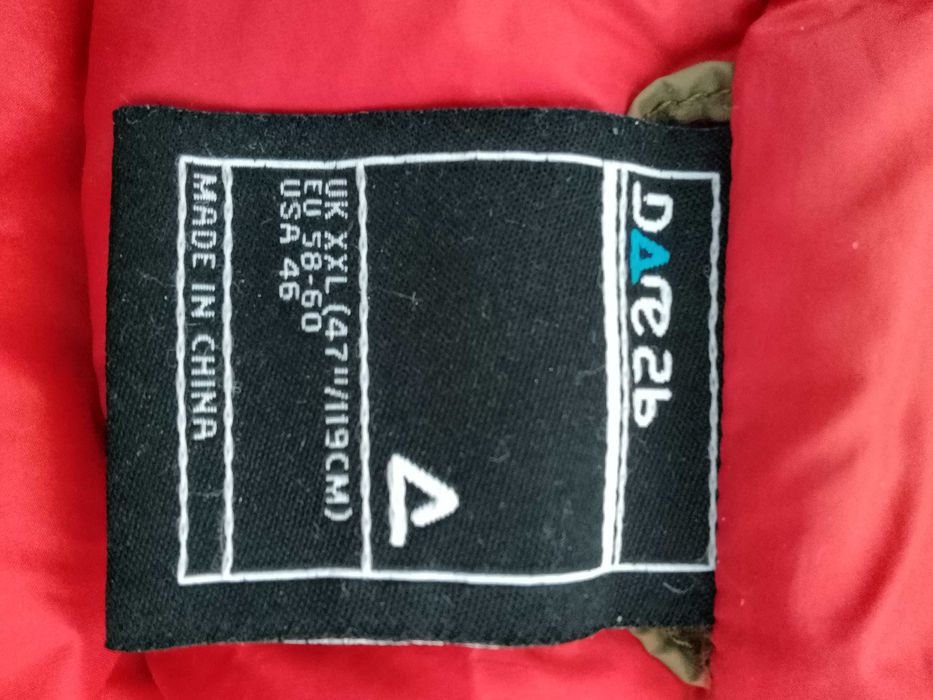 DAre2b
UK XXL (47"/119CM)
EU 58-60
USA 46
MADE IN CHINA